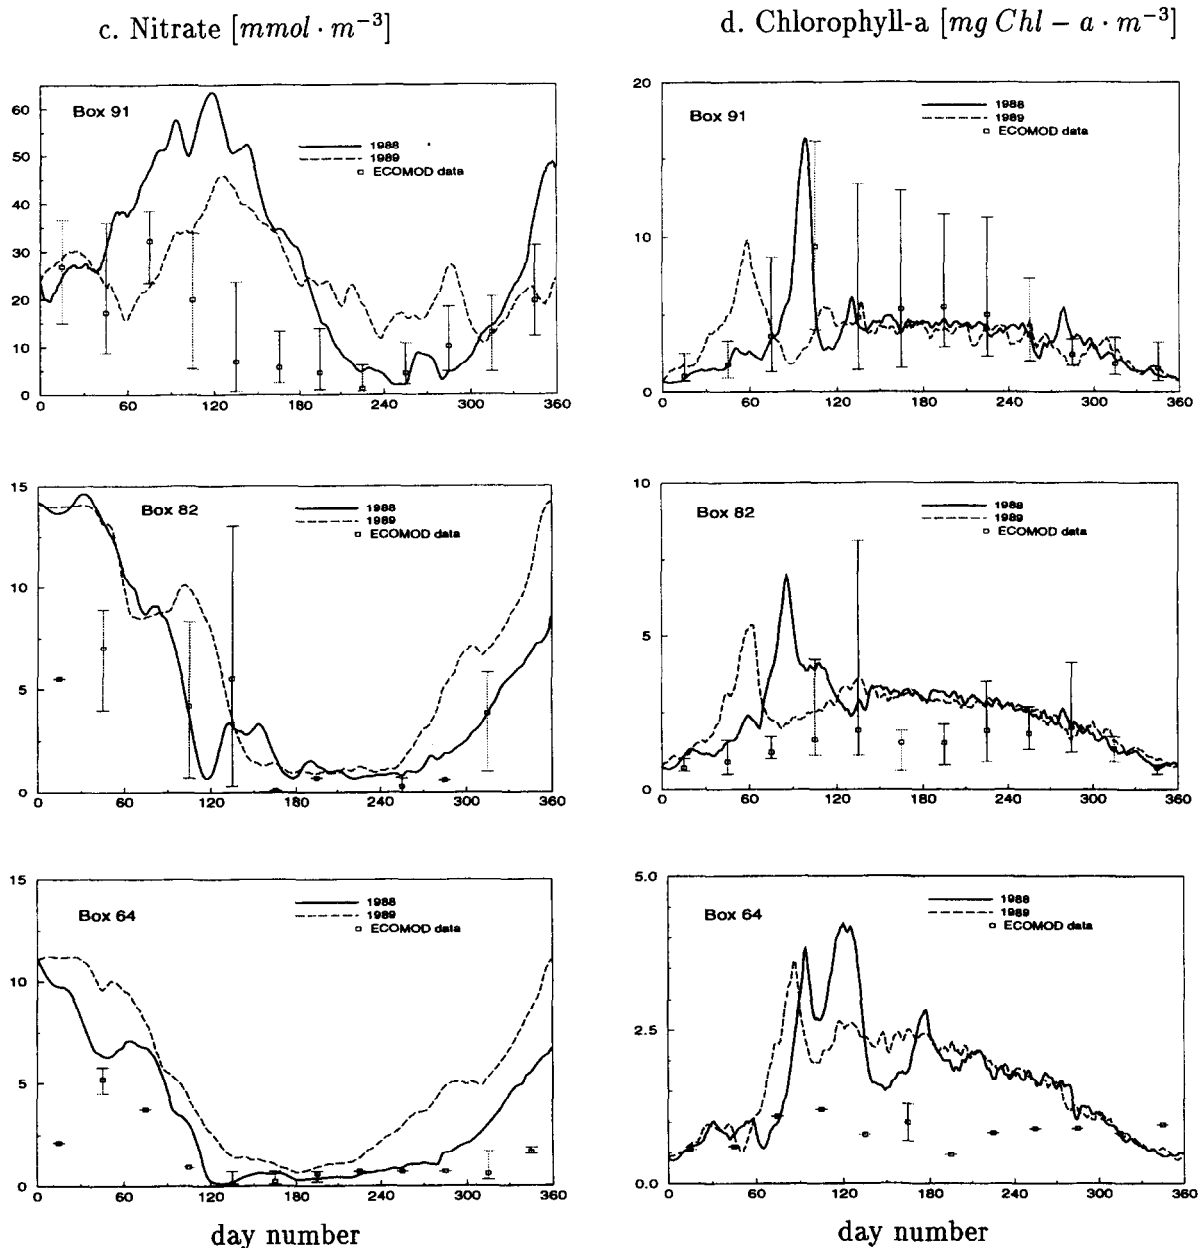 c. Nitrate [mmol · m⁻³]
d. Chlorophyll-a [mg Chl − a · m⁻³]
Box 91
1988
1989
ECOMOD data
60
50
40
30
20
10
0
0 60 120 180 240 300 360
Box 91
1988
1989
ECOMOD data
20
10
0
0 60 120 180 240 300 360
Box 82
1988
1989
ECOMOD data
15
10
5
0
0 60 120 180 240 300 360
Box 82
1988
1989
ECOMOD data
10
5
0
0 60 120 180 240 300 360
Box 64
1988
1989
ECOMOD data
15
10
5
0
0 60 120 180 240 300 360
day number
Box 64
1988
1989
ECOMOD data
5.0
2.5
0.0
0 60 120 180 240 300 360
day number